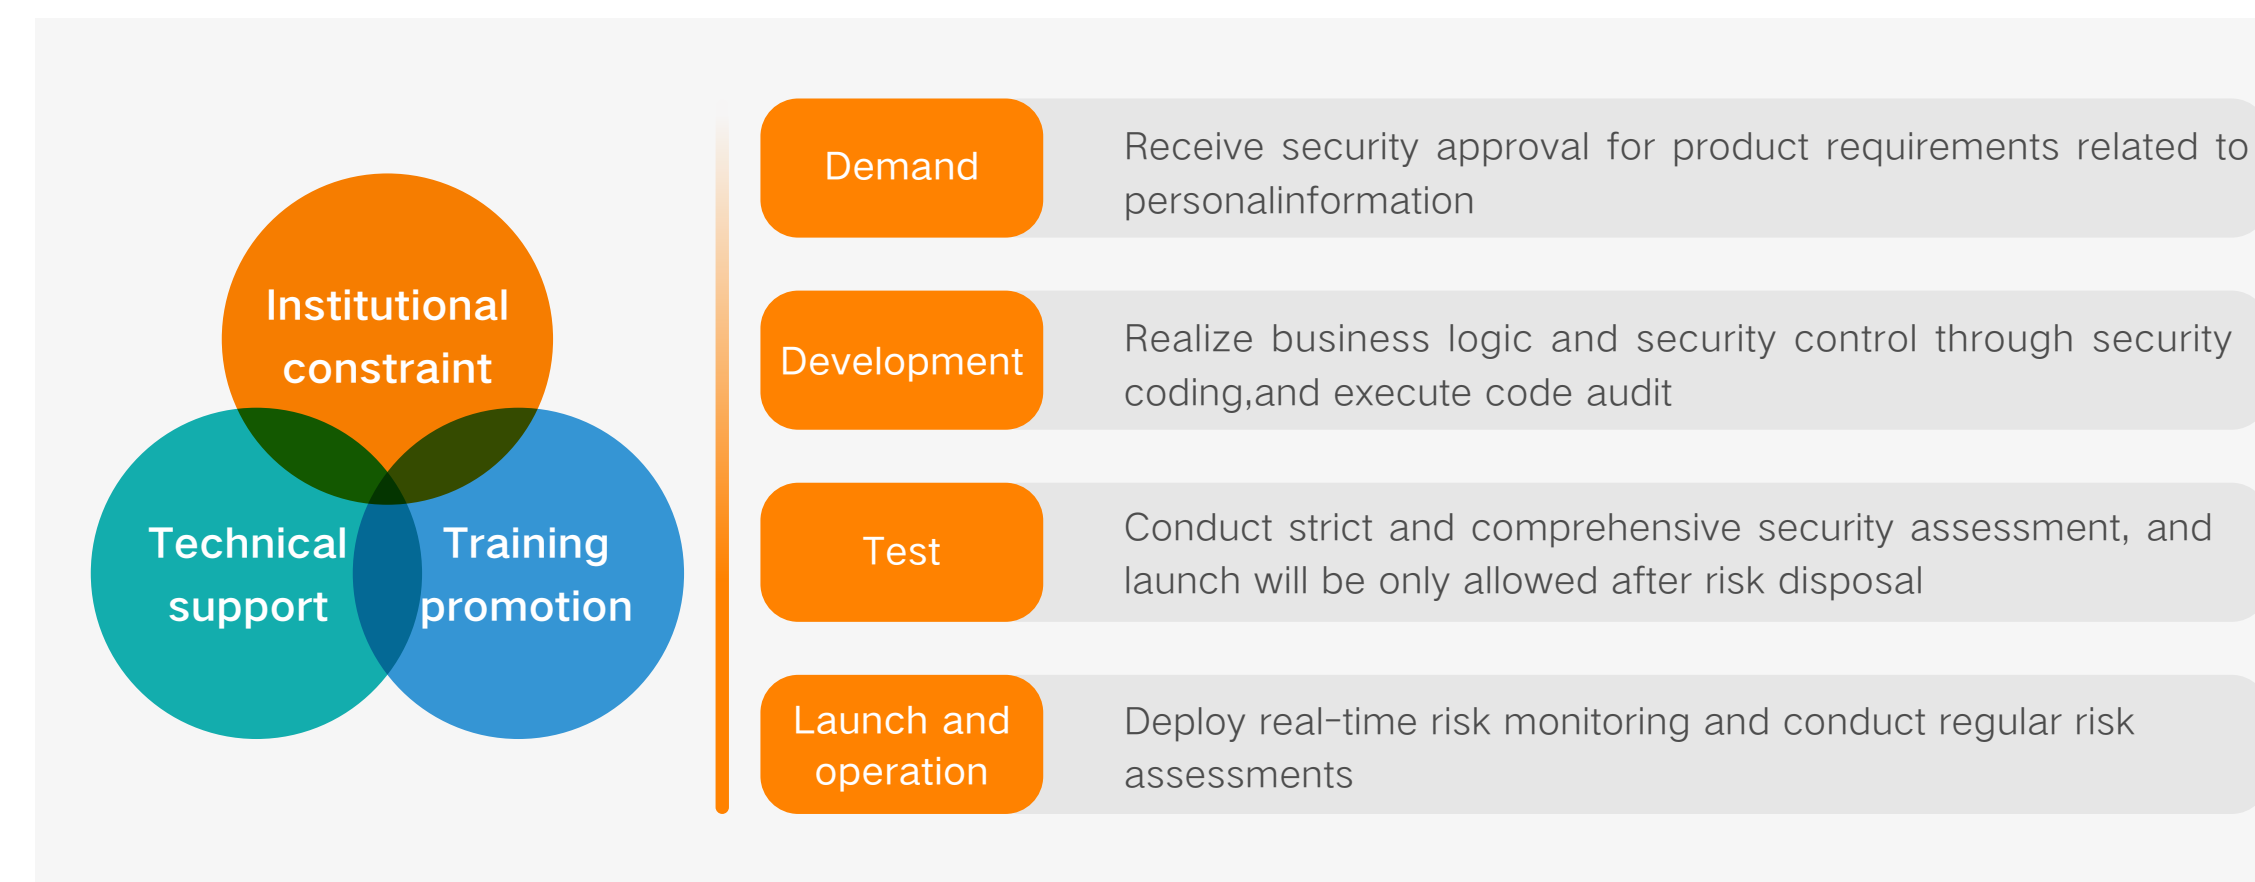 Institutional
constraint
Technical
support
Training
promotion
Demand
Receive security approval for product requirements related to
personalinformation
Development
Realize business logic and security control through security
coding,and execute code audit
Test
Conduct strict and comprehensive security assessment, and
launch will be only allowed after risk disposal
Launch and
operation
Deploy real-time risk monitoring and conduct regular risk
assessments